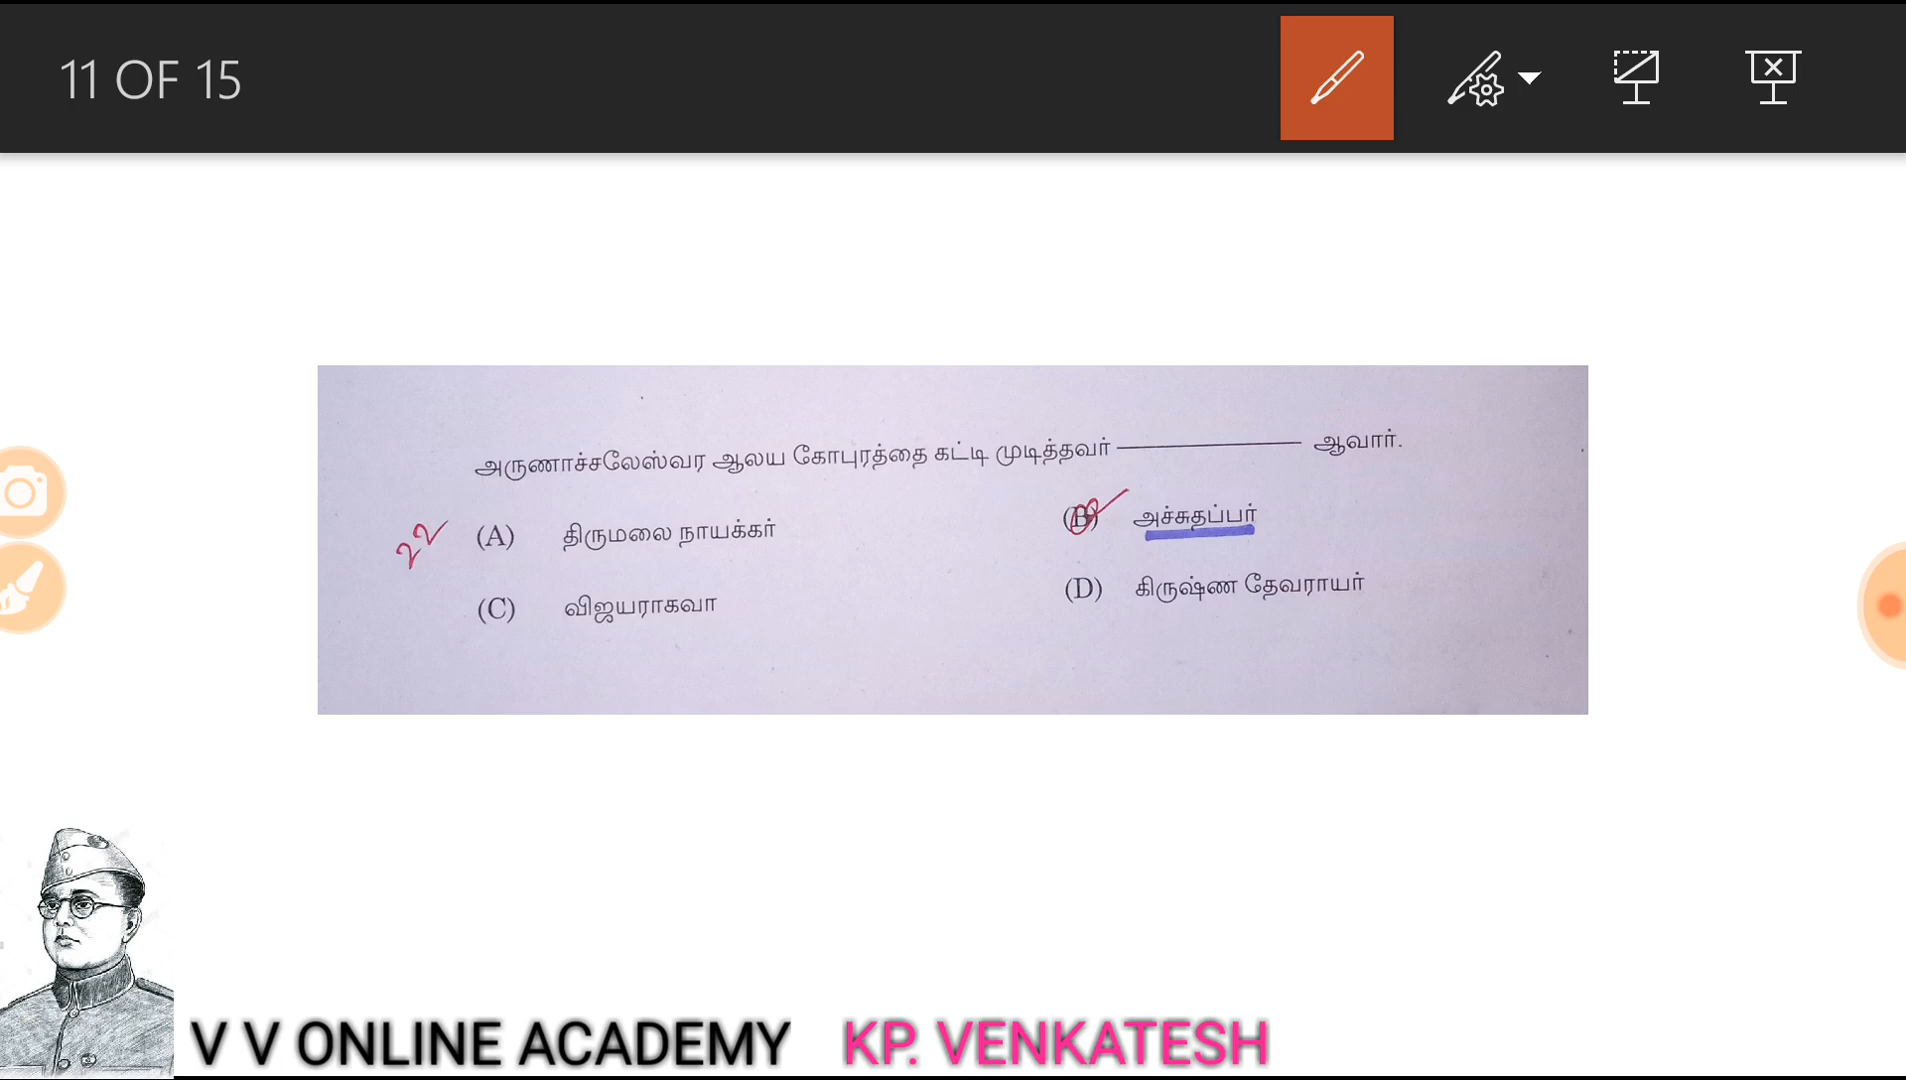 11 OF 15
அருணாச்சலேஸ்வர ஆலய கோபுரத்தை கட்டி முடித்தவர் ———— ஆவார்.
22 (A) திருமலை நாயக்கர் (B) அச்சுதப்பர்
(C) விஜயராகவா (D) கிருஷ்ண தேவராயர்
V V ONLINE ACADEMY KP. VENKATESH